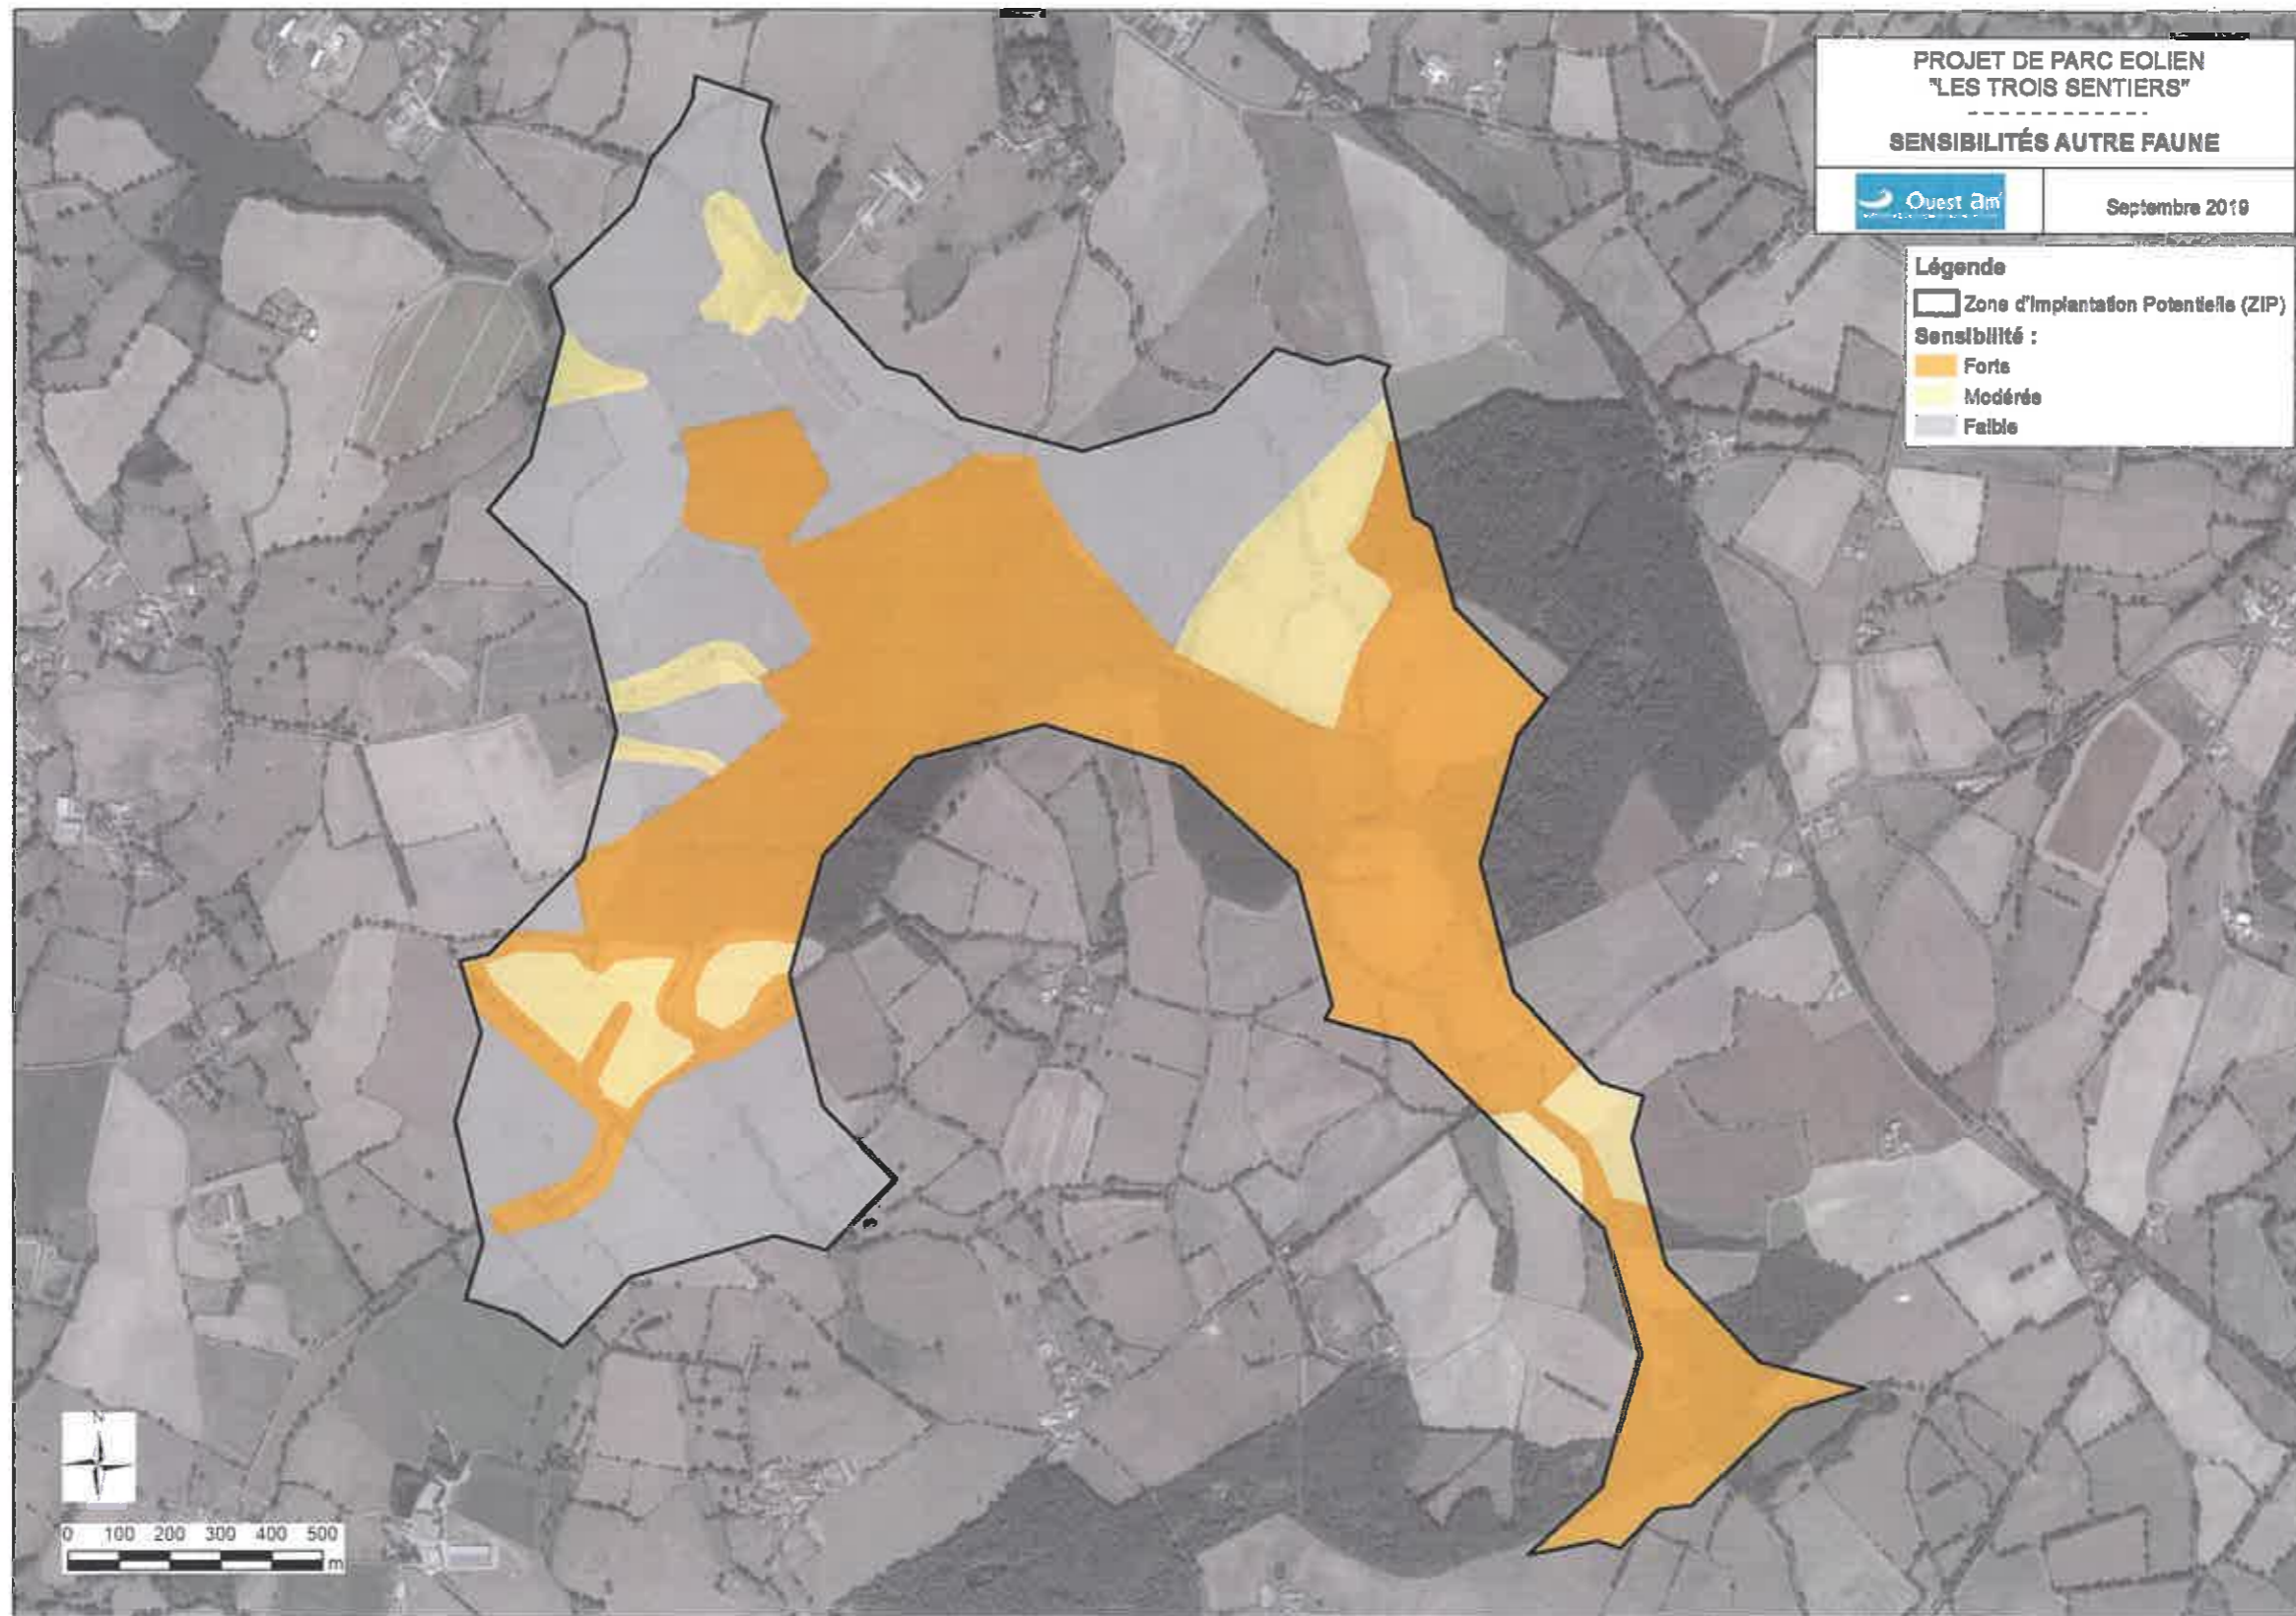 PROJET DE PARC EOLIEN
"LES TROIS SENTIERS"
SENSIBILITÉS AUTRE FAUNE
Ouest am'
Septembre 2019
Légende
Zone d'Implantation Potentielle (ZIP)
Sensibilité :
Forte
Modérée
Faible
N
0 100 200 300 400 500
m